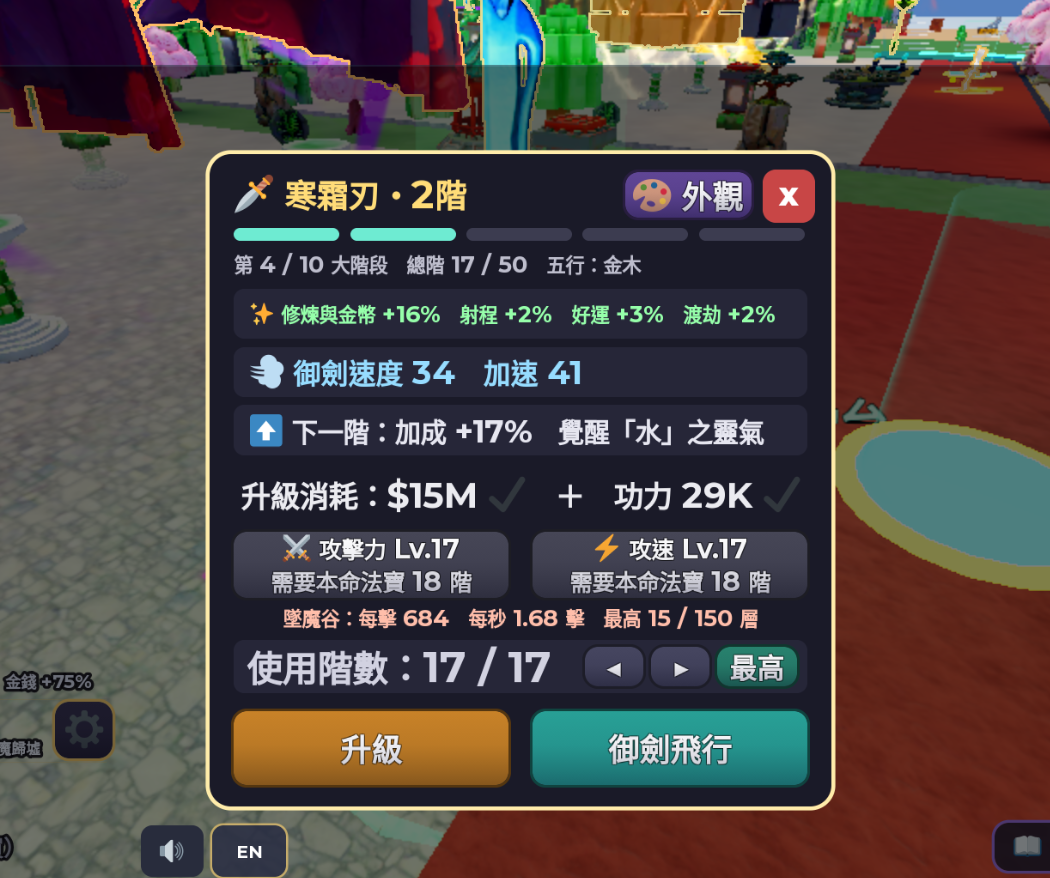 寒霜刃・2階
外觀
X
第 4 / 10 大階段 總階 17 / 50 五行：金木
修煉與金幣 +16% 射程 +2% 好運 +3% 渡劫 +2%
御劍速度 34 加速 41
下一階：加成 +17% 覺醒「水」之靈氣
升級消耗：$15M ✓ + 功力 29K ✓
攻擊力 Lv.17
需要本命法寶 18 階
攻速 Lv.17
需要本命法寶 18 階
墜魔谷：每擊 684 每秒 1.68 擊 最高 15 / 150 層
使用階數：17 / 17
◄ ► 最高
升級
御劍飛行
金錢 +75%
魔歸墟
EN